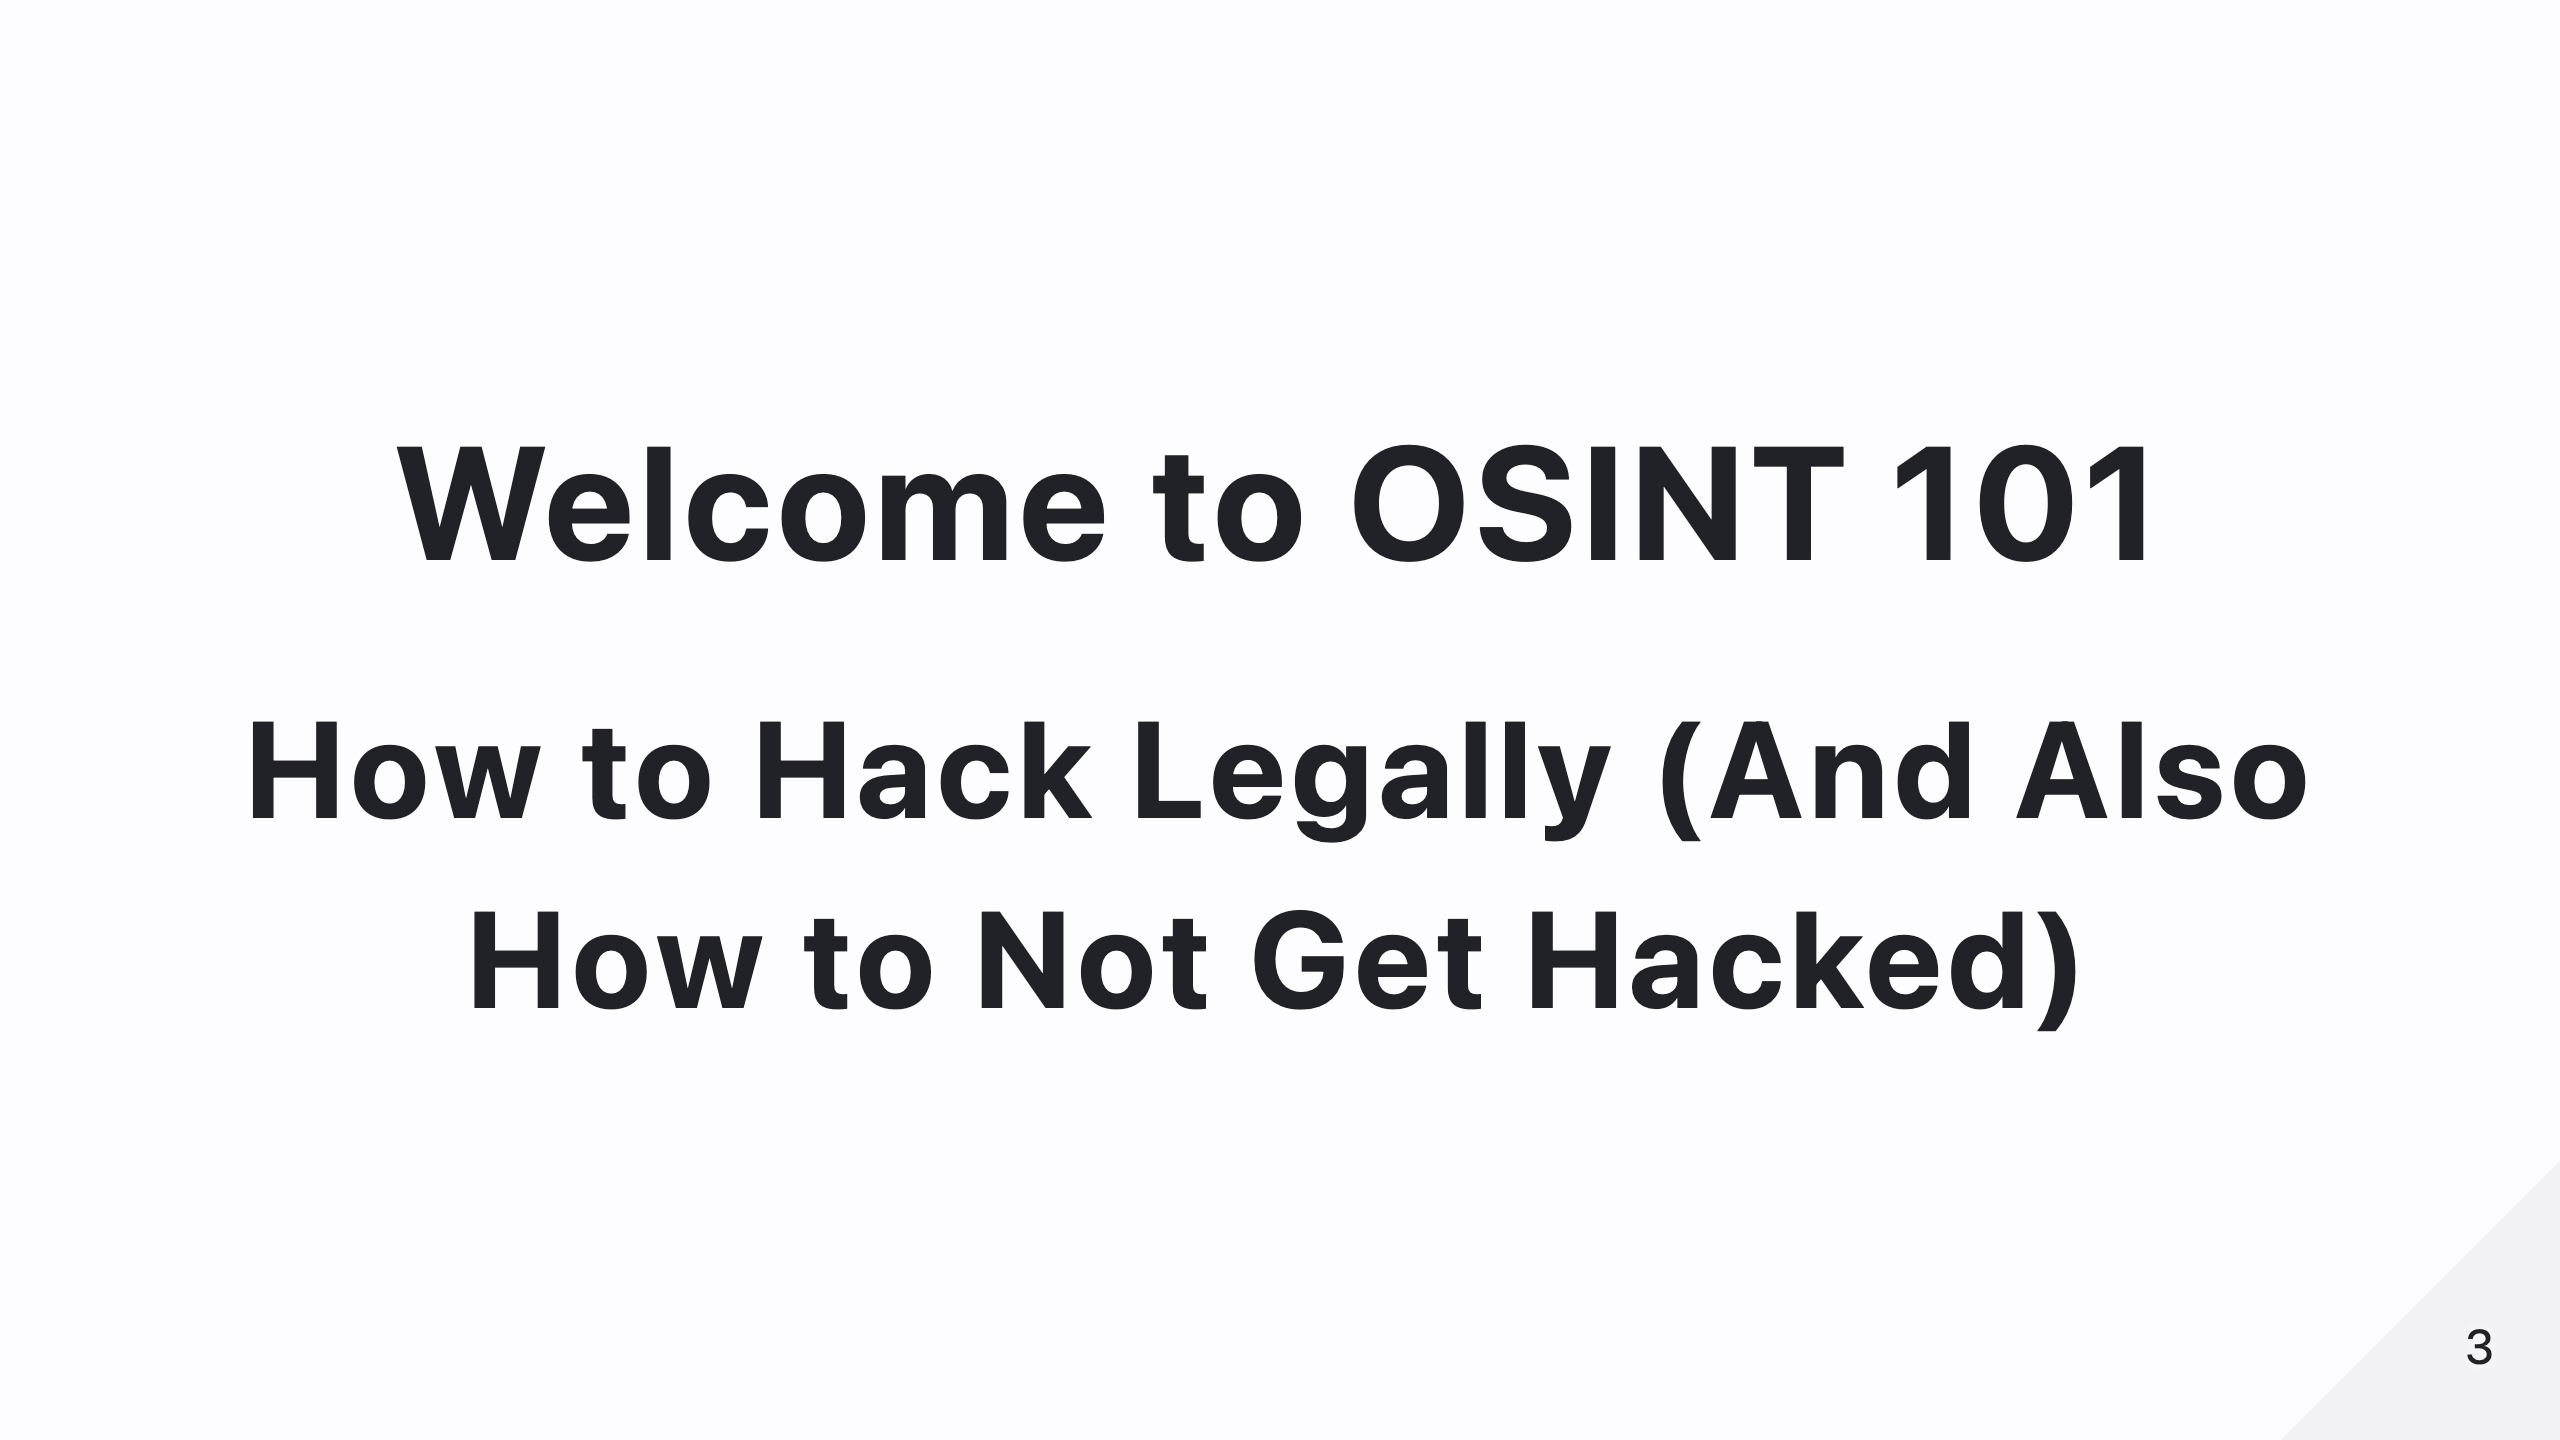 Welcome to OSINT 101
How to Hack Legally (And Also
How to Not Get Hacked)
3